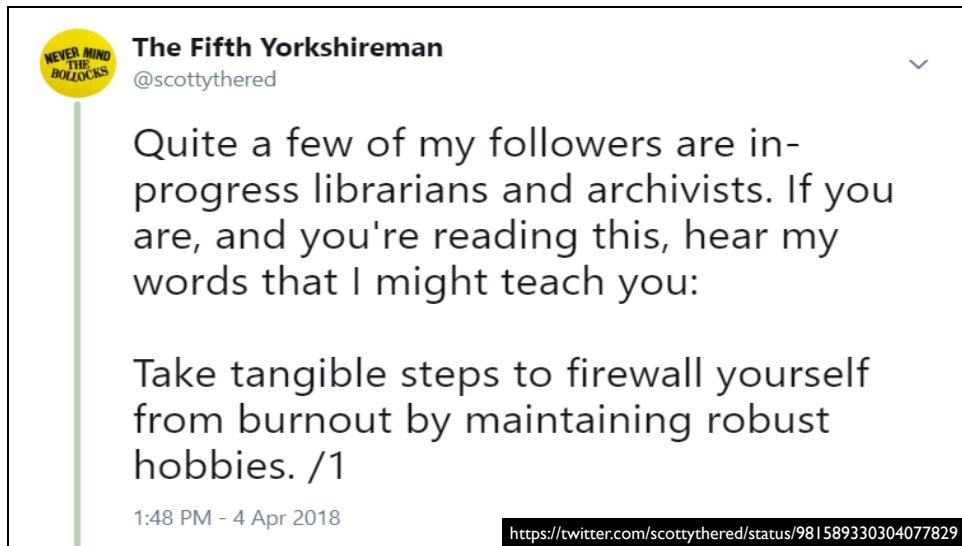 NEVER MIND
THE
BOLLOCKS
The Fifth Yorkshireman
@scottythered
Quite a few of my followers are in-
progress librarians and archivists. If you
are, and you're reading this, hear my
words that I might teach you:
Take tangible steps to firewall yourself
from burnout by maintaining robust
hobbies. /1
1:48 PM - 4 Apr 2018
https://twitter.com/scottythered/status/981589330304077829